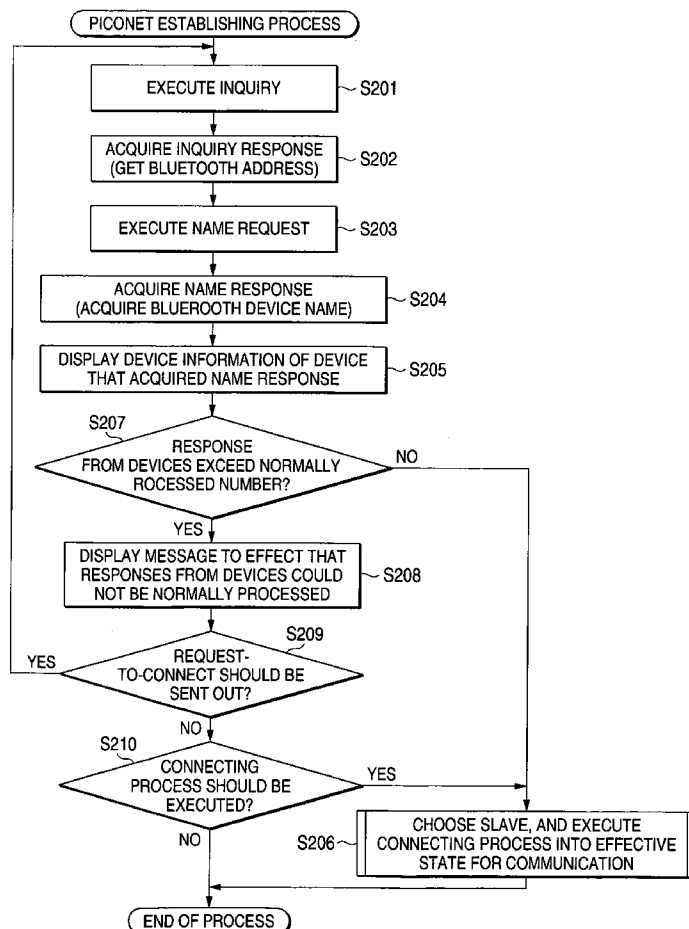 PICONET ESTABLISHING PROCESS
EXECUTE INQUIRY
S201
ACQUIRE INQUIRY RESPONSE
(GET BLUETOOTH ADDRESS)
S202
EXECUTE NAME REQUEST
S203
ACQUIRE NAME RESPONSE
(ACQUIRE BLUEROOTH DEVICE NAME)
S204
DISPLAY DEVICE INFORMATION OF DEVICE
THAT ACQUIRED NAME RESPONSE
S205
S207
RESPONSE
FROM DEVICES EXCEED NORMALLY
ROCESSED NUMBER?
NO
YES
DISPLAY MESSAGE TO EFFECT THAT
RESPONSES FROM DEVICES COULD
NOT BE NORMALLY PROCESSED
S208
S209
YES
REQUEST-
TO-CONNECT SHOULD BE
SENT OUT?
NO
S210
CONNECTING
PROCESS SHOULD BE
EXECUTED?
YES
NO
S206
CHOOSE SLAVE, AND EXECUTE
CONNECTING PROCESS INTO EFFECTIVE
STATE FOR COMMUNICATION
END OF PROCESS